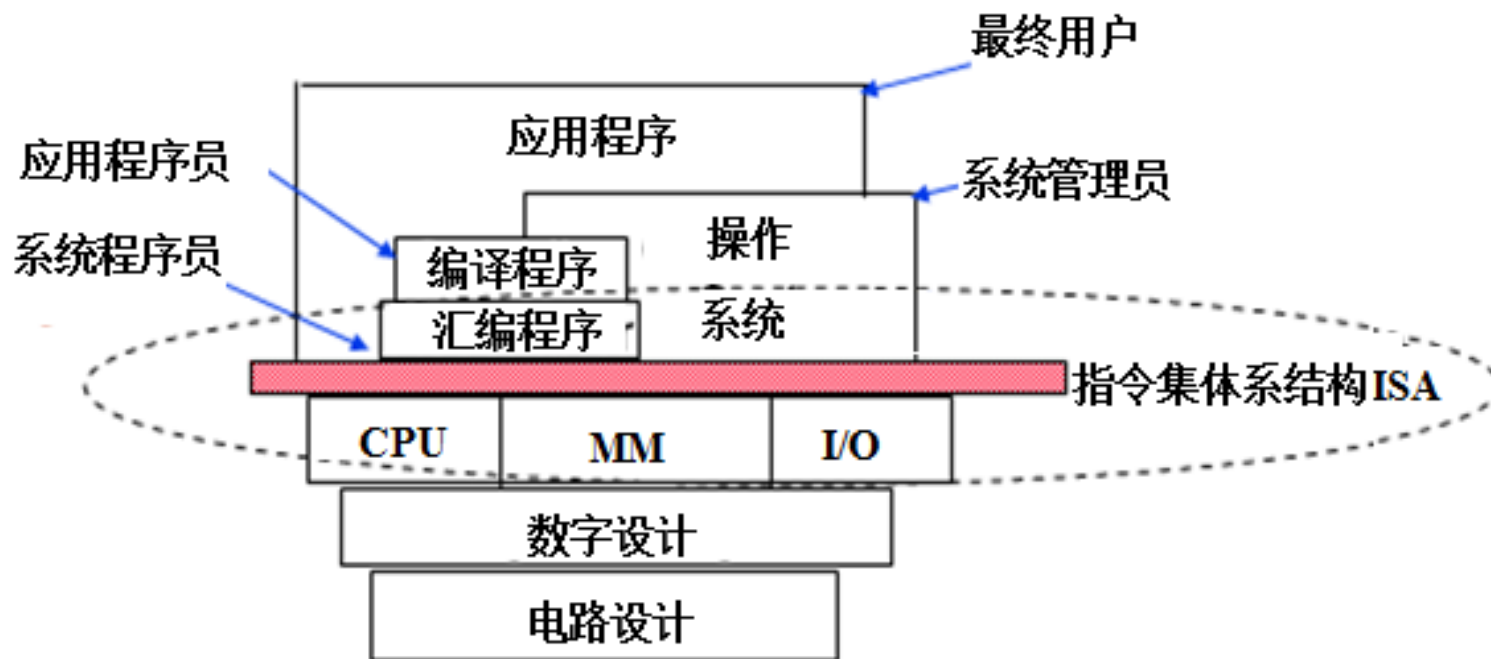 最终用户
应用程序
应用程序员
系统管理员
操作
系统程序员
编译程序
系统
汇编程序
指令集体系结构ISA
CPU
MM
I/O
数字设计
电路设计